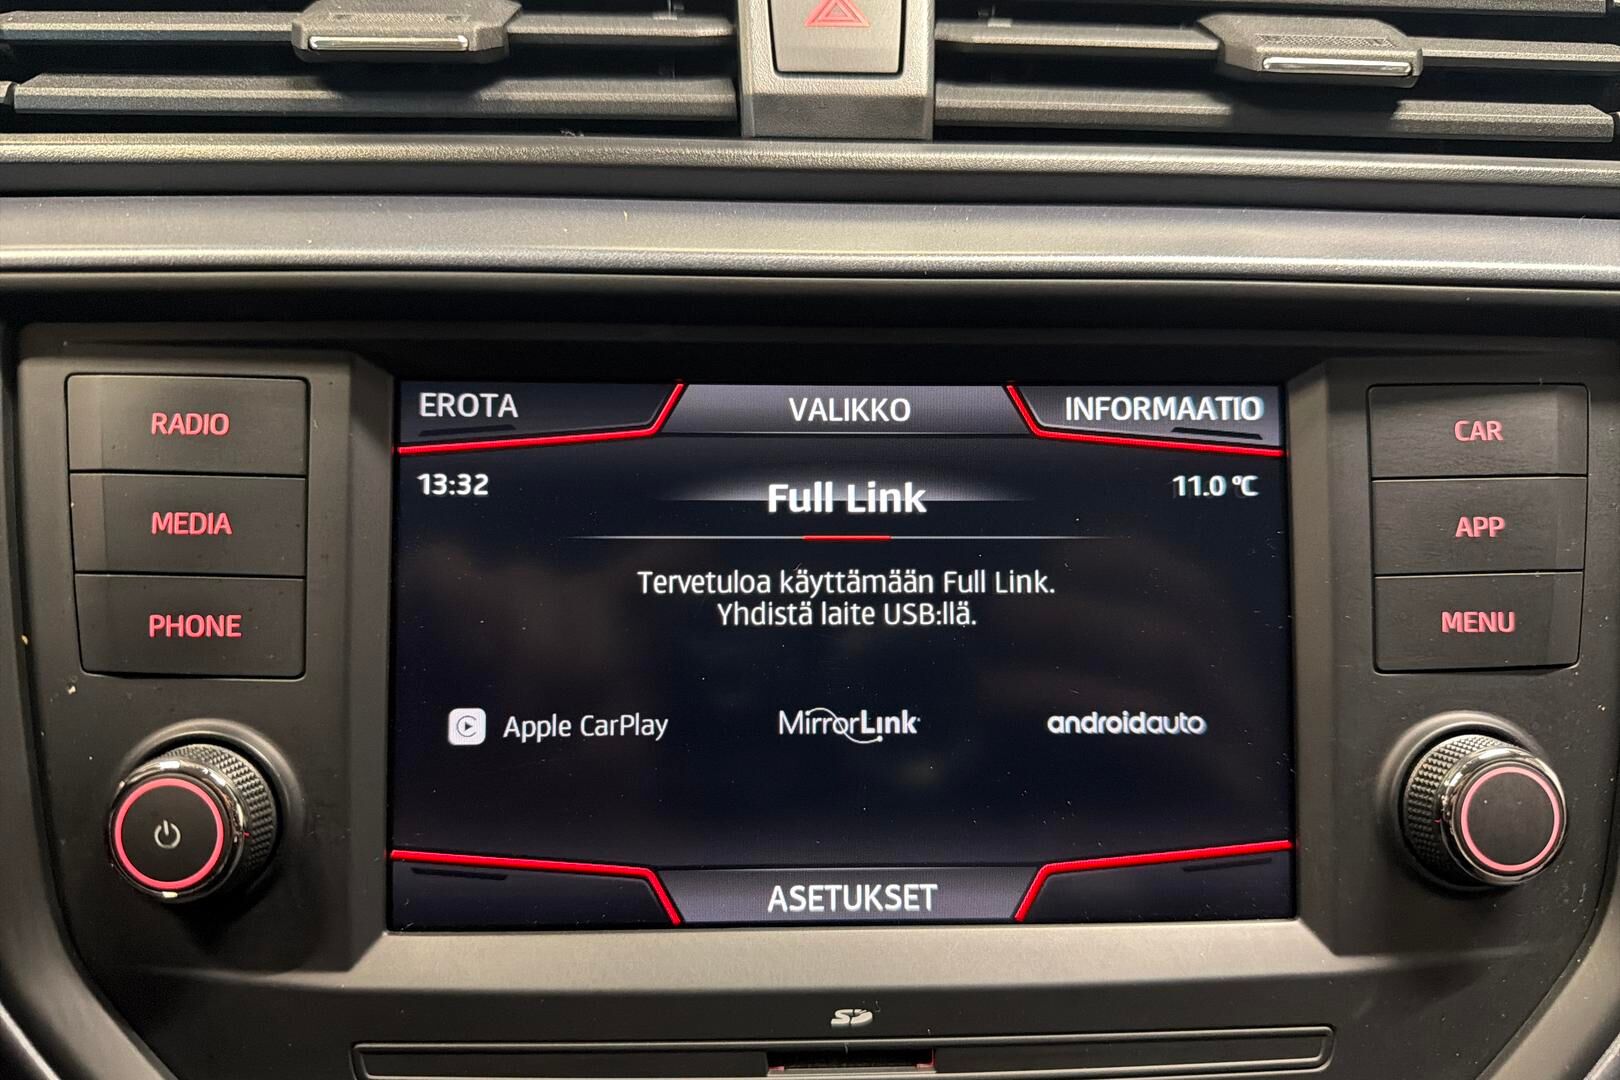 RADIO
MEDIA
PHONE
EROTA
VALIKKO
INFORMAATIO
13:32
Full Link
11.0 °C
Tervetuloa käyttämään Full Link.
Yhdistä laite USB:llä.
Apple CarPlay
MirrorLink
androidauto
ASETUKSET
CAR
APP
MENU
SD